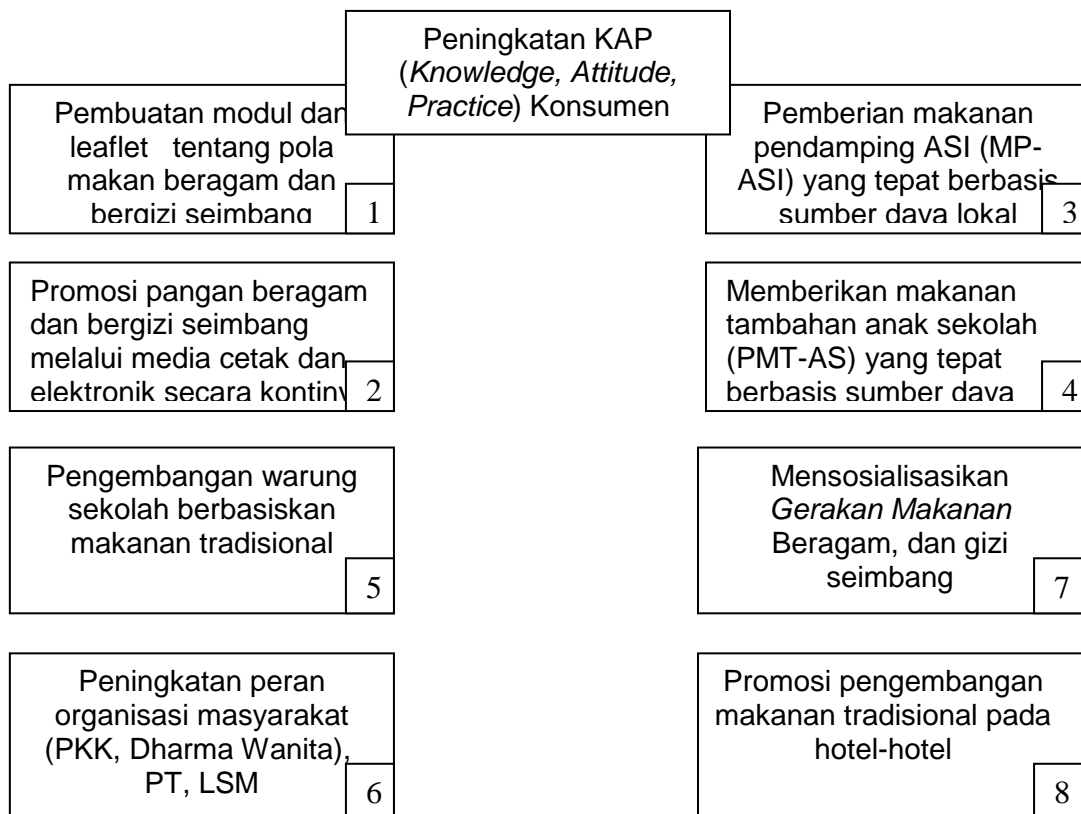 Peningkatan KAP
(Knowledge, Attitude,
Practice) Konsumen
Pembuatan modul dan
leaflet tentang pola
makan beragam dan
bergizi seimbang
1
Pemberian makanan
pendamping ASI (MP-
ASI) yang tepat berbasis
sumber daya lokal
3
Promosi pangan beragam
dan bergizi seimbang
melalui media cetak dan
elektronik secara
2
Memberikan makanan
tambahan anak sekolah
(PMT-AS) yang tepat
berbasis sumber daya
4
Pengembangan warung
sekolah berbasiskan
makanan tradisional
5
Mensosialisasikan
Gerakan Makanan
Beragam, dan gizi
seimbang
7
Peningkatan peran
organisasi masyarakat
(PKK, Dharma Wanita),
PT, LSM
6
Promosi pengembangan
makanan tradisional pada
hotel-hotel
8